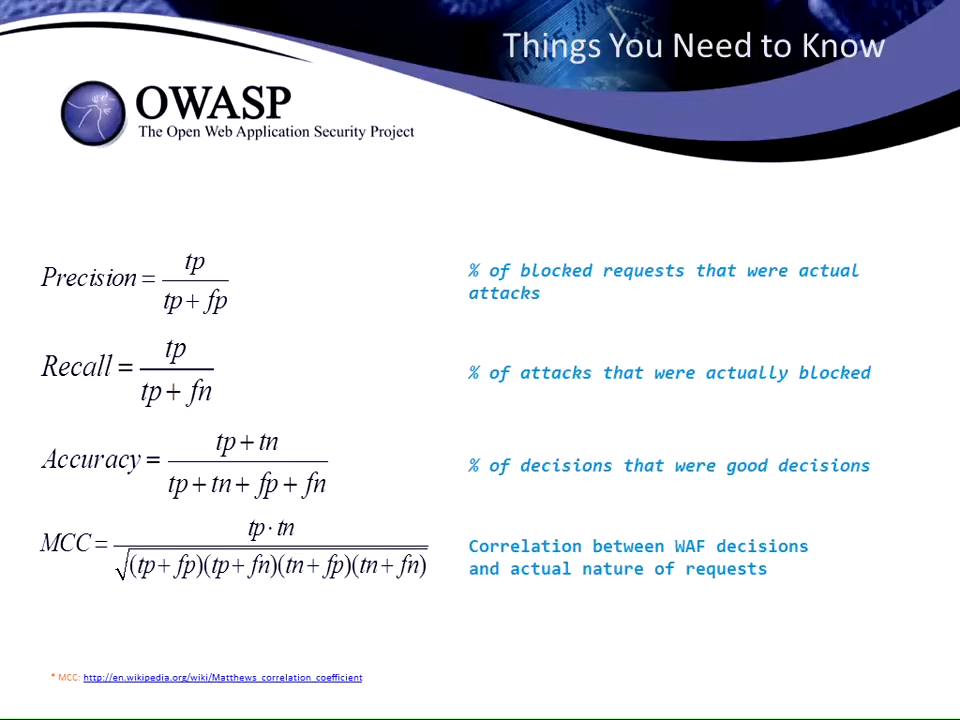 Things You Need to Know
OWASP
The Open Web Application Security Project
Precision = tp / (tp + fp)
% of blocked requests that were actual
attacks
Recall = tp / (tp + fn)
% of attacks that were actually blocked
Accuracy = (tp + tn) / (tp + tn + fp + fn)
% of decisions that were good decisions
MCC = tp · tn / √(tp + fp)(tp + fn)(tn + fp)(tn + fn)
Correlation between WAF decisions
and actual nature of requests
* MCC: http://en.wikipedia.org/wiki/Matthews_correlation_coefficient